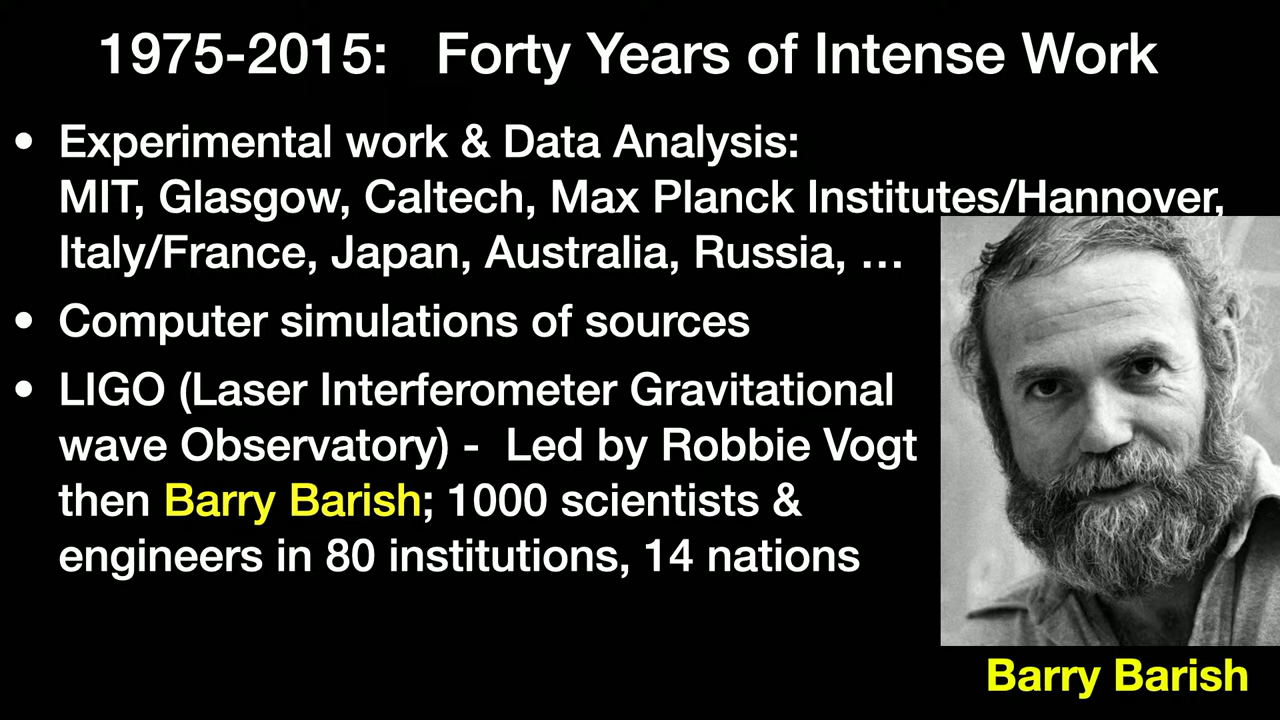 1975-2015: Forty Years of Intense Work
• Experimental work & Data Analysis:
MIT, Glasgow, Caltech, Max Planck Institutes/Hannover,
Italy/France, Japan, Australia, Russia, …
• Computer simulations of sources
• LIGO (Laser Interferometer Gravitational
wave Observatory) - Led by Robbie Vogt
then Barry Barish; 1000 scientists &
engineers in 80 institutions, 14 nations
Barry Barish